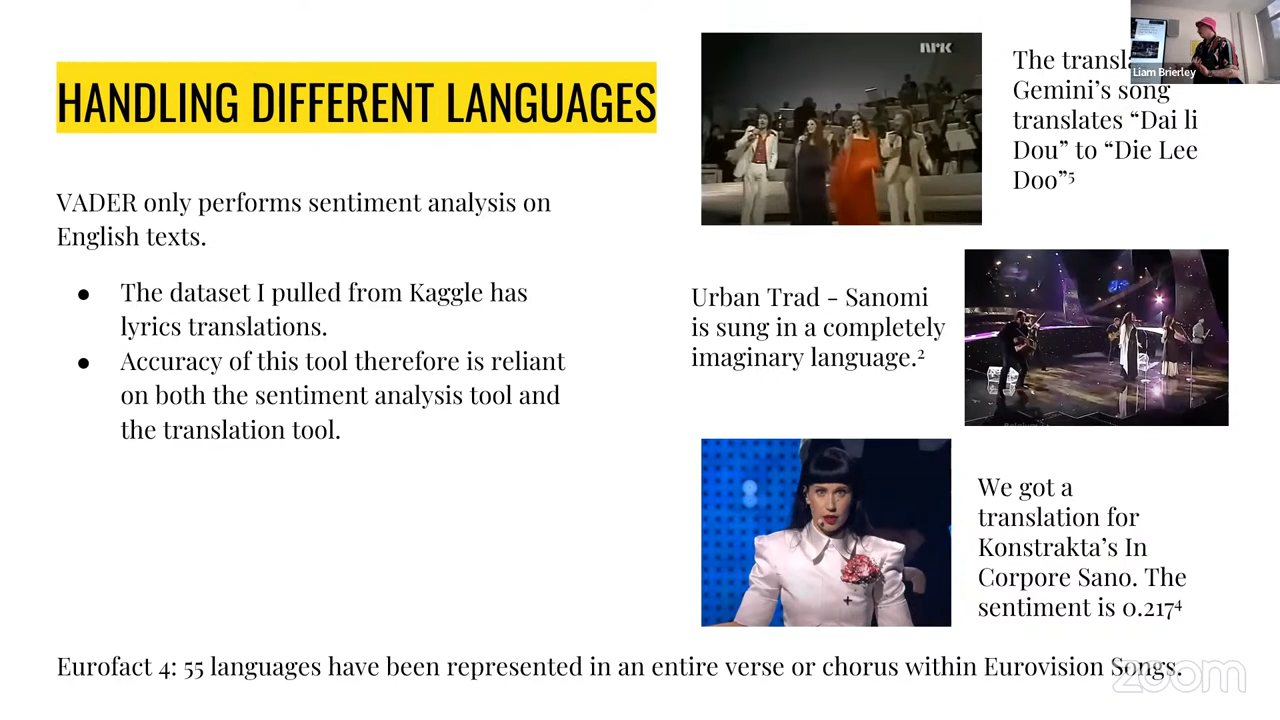 HANDLING DIFFERENT LANGUAGES
VADER only performs sentiment analysis on
English texts.
● The dataset I pulled from Kaggle has
lyrics translations.
● Accuracy of this tool therefore is reliant
on both the sentiment analysis tool and
the translation tool.
nrk
The
Gemini's song
translates “Dai li
Dou” to “Die Lee
Doo”⁵
Liam Brierley
Urban Trad - Sanomi
is sung in a completely
imaginary language.²
We got a
translation for
Konstrakta's In
Corpore Sano. The
sentiment is 0.217⁴
Eurofact 4: 55 languages have been represented in an entire verse or chorus within Eurovision Songs.
zoom